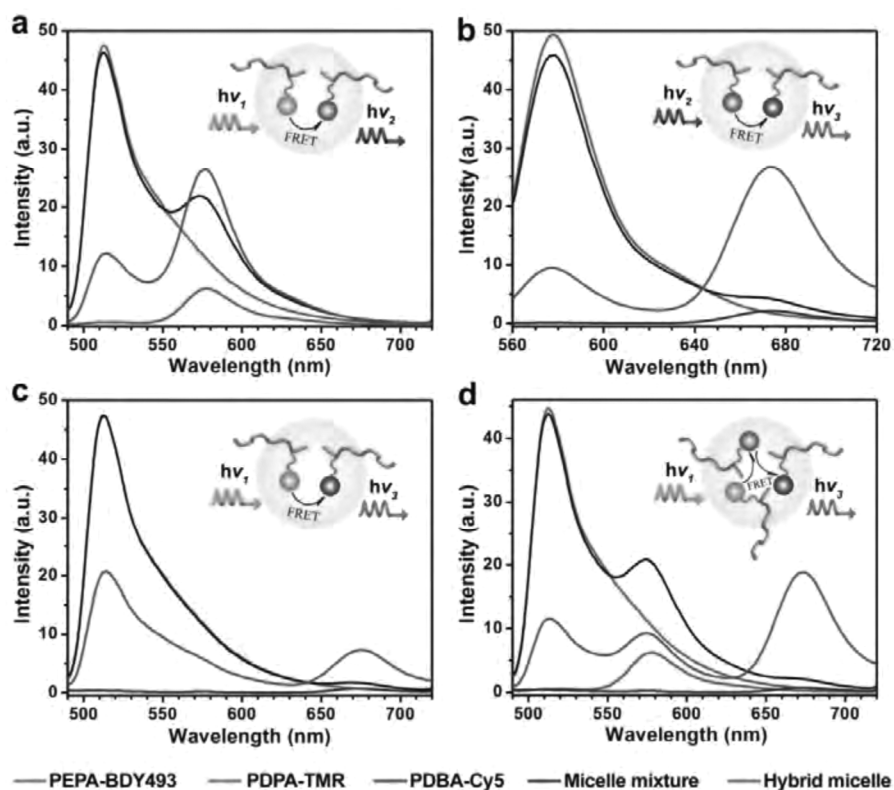 a
50
40
30
20
10
0
Intensity (a.u.)
500 550 600 650 700
Wavelength (nm)
hν1
FRET
hν2
b
50
40
30
20
10
0
Intensity (a.u.)
560 600 640 680 720
Wavelength (nm)
hν2
FRET
hν3
c
50
40
30
20
10
0
Intensity (a.u.)
500 550 600 650 700
Wavelength (nm)
hν1
FRET
hν3
d
40
30
20
10
0
Intensity (a.u.)
500 550 600 650 700
Wavelength (nm)
hν1
FRET
hν3
PEPA-BDY493 PDPA-TMR PDBA-Cy5 Micelle mixture Hybrid micelle